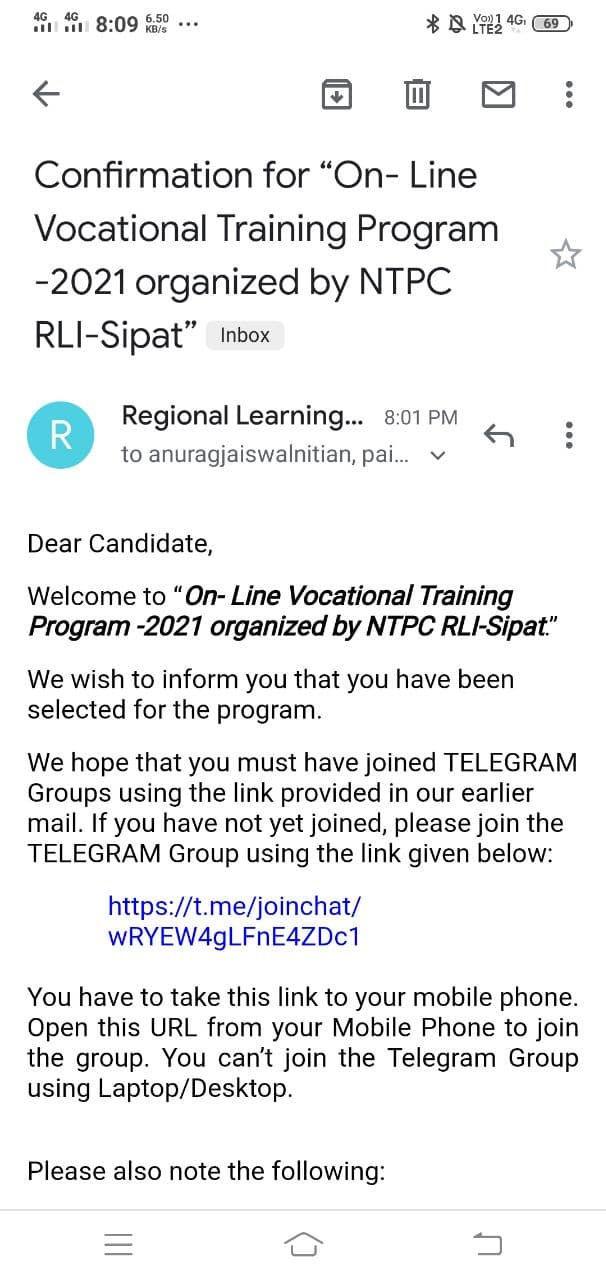 4G 4G 8:09 6.50 KB/s ... Vo)) 1 4G LTE2 69
Confirmation for “On- Line
Vocational Training Program
-2021 organized by NTPC
RLI-Sipat” Inbox
R
Regional Learning... 8:01 PM
to anuragjaiswalnitian, pai...
Dear Candidate,
Welcome to “On- Line Vocational Training
Program -2021 organized by NTPC RLI-Sipat."
We wish to inform you that you have been
selected for the program.
We hope that you must have joined TELEGRAM
Groups using the link provided in our earlier
mail. If you have not yet joined, please join the
TELEGRAM Group using the link given below:
https://t.me/joinchat/
wRYEW4gLFnE4ZDc1
You have to take this link to your mobile phone.
Open this URL from your Mobile Phone to join
the group. You can’t join the Telegram Group
using Laptop/Desktop.
Please also note the following: